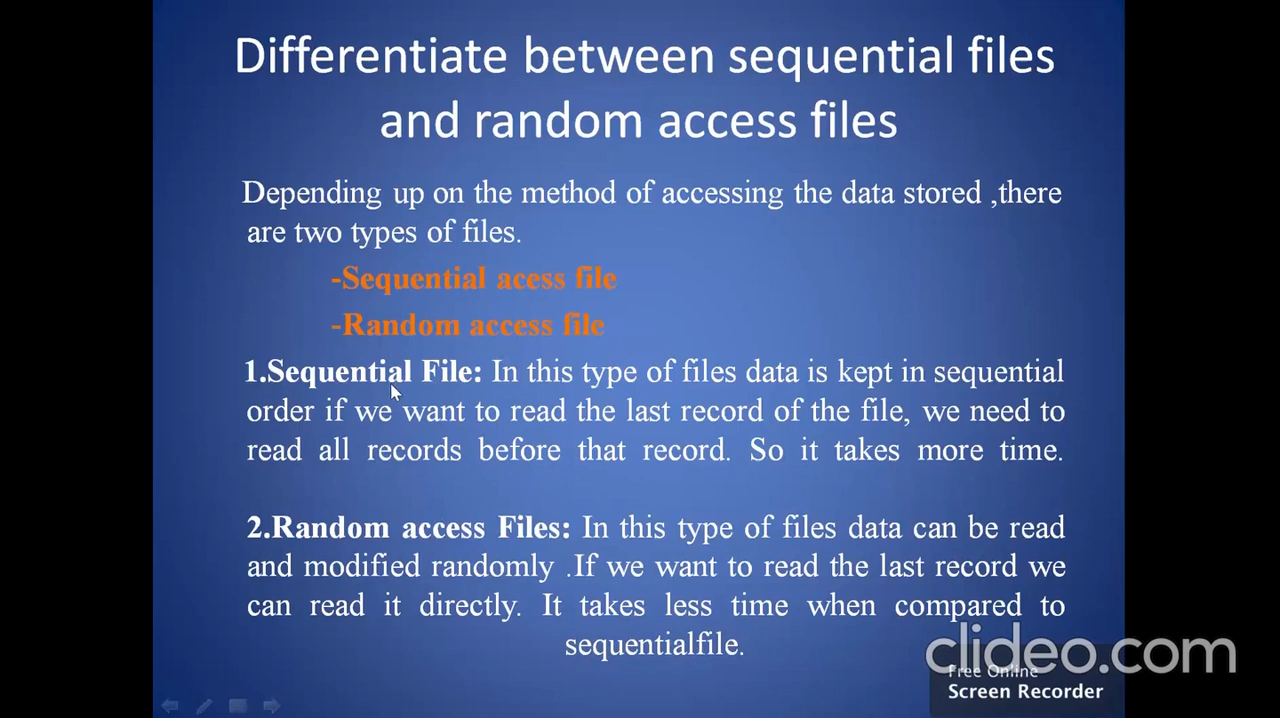 Differentiate between sequential files
and random access files
Depending up on the method of accessing the data stored ,there
are two types of files.
-Sequential acess file
-Random access file
1.Sequential File: In this type of files data is kept in sequential
order if we want to read the last record of the file, we need to
read all records before that record. So it takes more time.
2.Random access Files: In this type of files data can be read
and modified randomly .If we want to read the last record we
can read it directly. It takes less time when compared to
sequentialfile.
clideo.com
Free Online
Screen Recorder